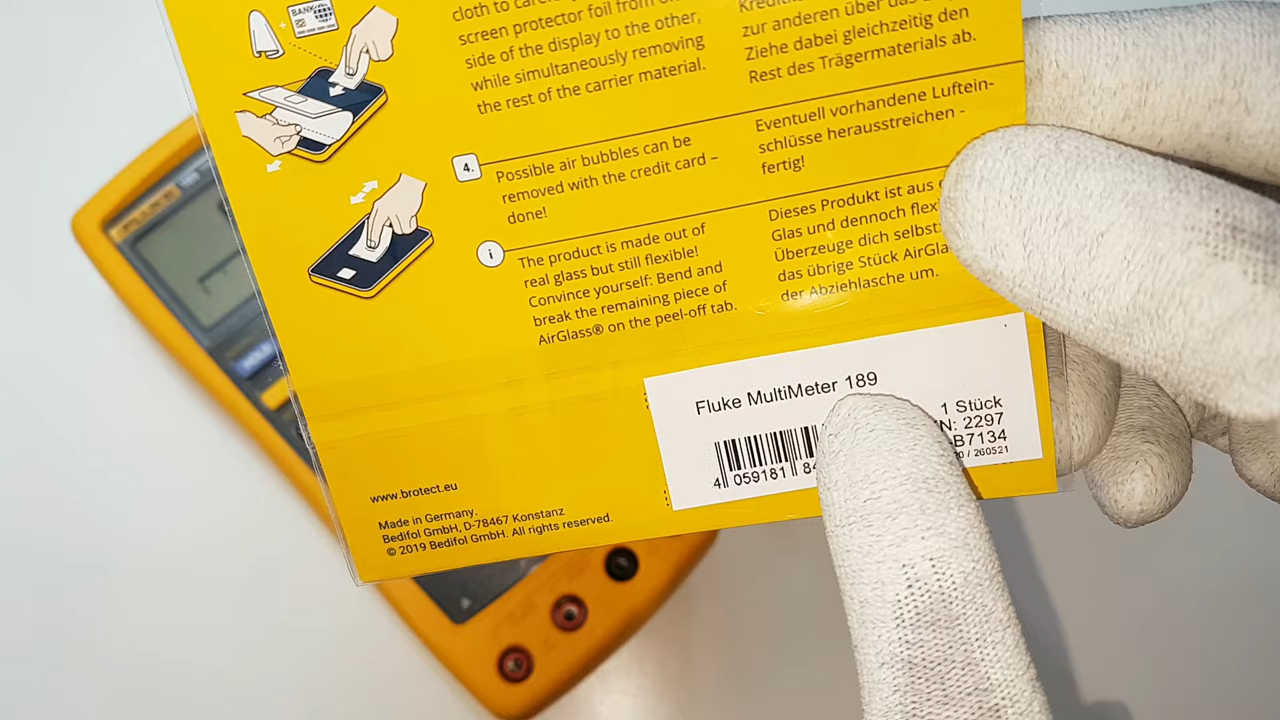 BANK
cloth to
screen protector foil from
side of the display to the other,
while simultaneously removing
the rest of the carrier material.
zur anderen über das
Ziehe dabei gleichzeitig den
Rest des Trägermaterials ab.
4.
Possible air bubbles can be
removed with the credit card –
done!
Eventuell vorhandene Luftein-
schlüsse herausstreichen -
fertig!
i
The product is made out of
real glass but still flexible!
Convince yourself: Bend and
break the remaining piece of
AirGlass® on the peel-off tab.
Dieses Produkt ist aus
Glas und dennoch
Überzeuge dich selbst:
das übrige Stück
der Abziehlasche um.
Fluke MultiMeter 189
1 Stück
N: 2297
-B7134
20 / 260521
4 059181 84
www.brotect.eu
Made in Germany.
Bedifol GmbH, D-78467 Konstanz
© 2019 Bedifol GmbH. All rights reserved.
FLUKE